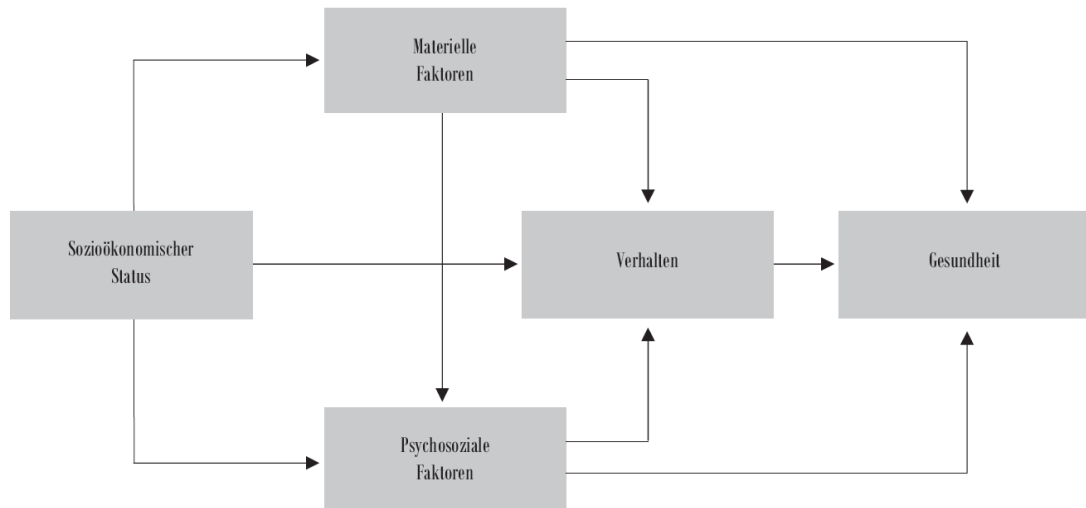 Materielle
Faktoren
Sozioökonomischer
Status
Verhalten
Gesundheit
Psychosoziale
Faktoren